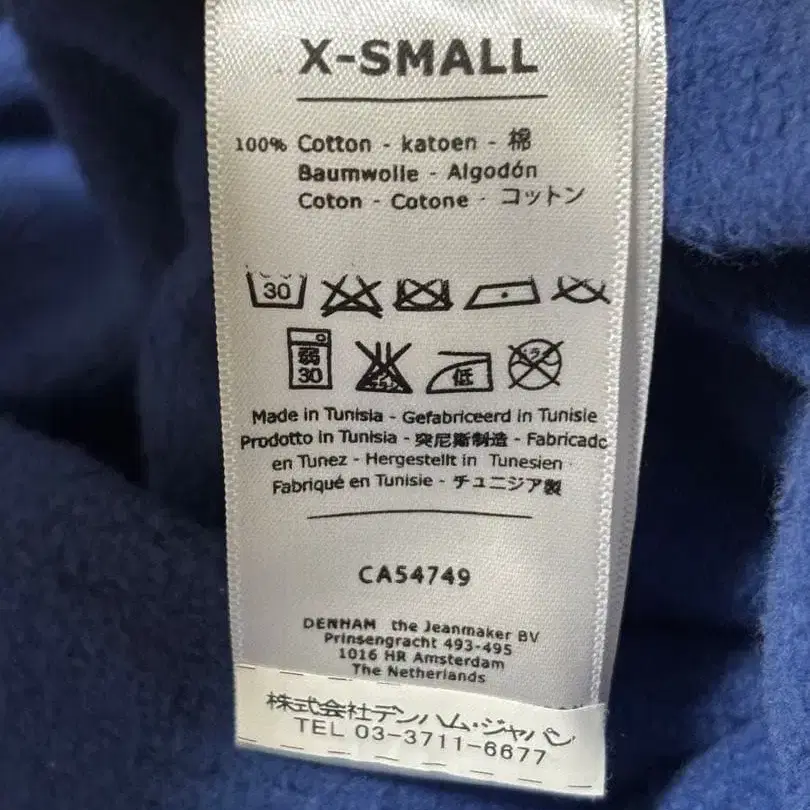 X-SMALL
100% Cotton - katoen - 棉
Baumwolle - Algodón
Coton - Cotone - コットン
30
弱
30
低
Made in Tunisia - Gefabriceerd in Tunisie
Prodotto in Tunisia - 突尼斯制造 - Fabricado
en Tunez - Hergestellt in Tunesien
Fabriqué en Tunisie - チュニジア製
CA54749
DENHAM the Jeanmaker BV
Prinsengracht 493-495
1016 HR Amsterdam
The Netherlands
株式会社デンハム・ジャパン
TEL 03-3711-6677